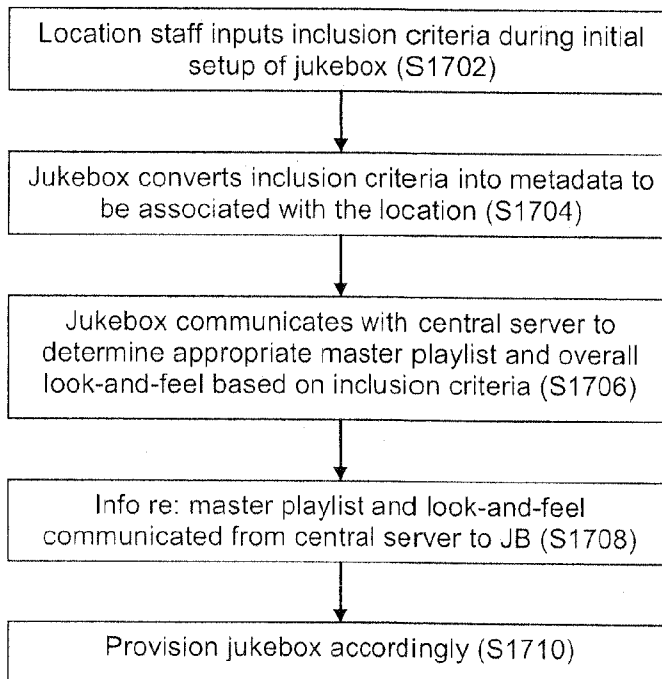 Location staff inputs inclusion criteria during initial
setup of jukebox (S1702)
Jukebox converts inclusion criteria into metadata to
be associated with the location (S1704)
Jukebox communicates with central server to
determine appropriate master playlist and overall
look-and-feel based on inclusion criteria (S1706)
Info re: master playlist and look-and-feel
communicated from central server to JB (S1708)
Provision jukebox accordingly (S1710)